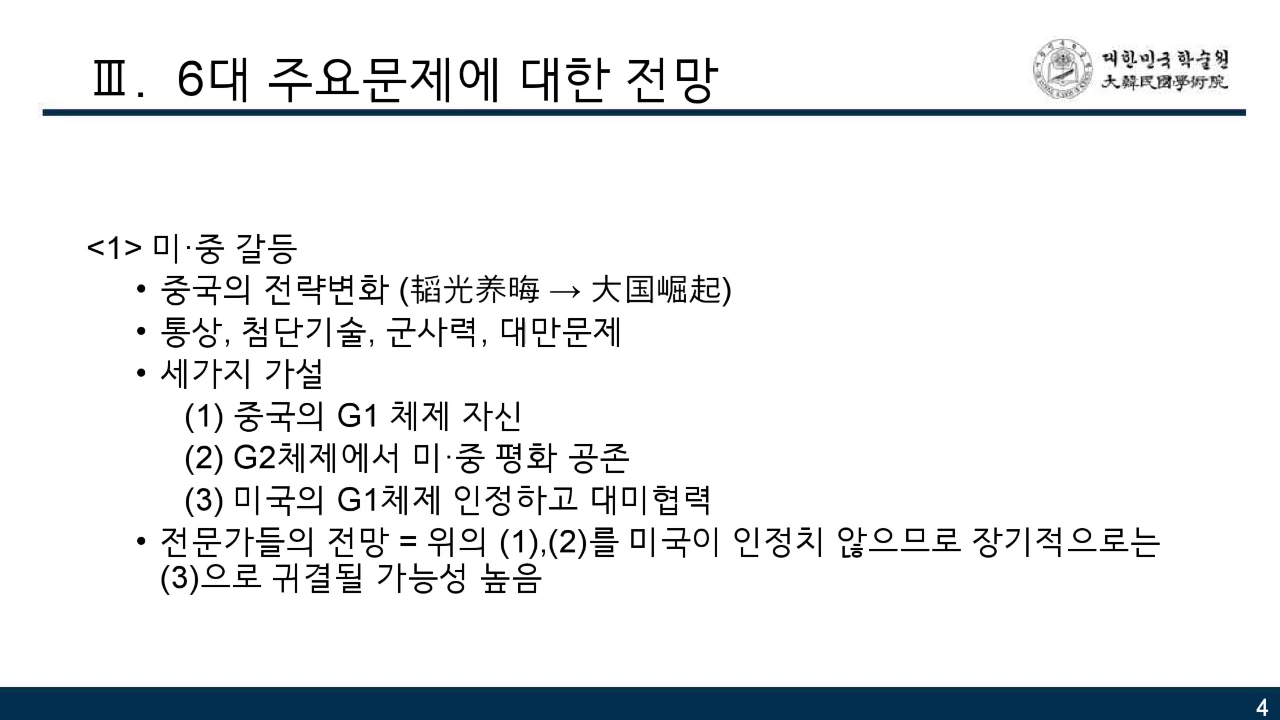 Ⅲ. 6대 주요문제에 대한 전망
대한민국학술원
大韓民國學術院
<1> 미·중 갈등
• 중국의 전략변화 (韬光养晦 → 大国崛起)
• 통상, 첨단기술, 군사력, 대만문제
• 세가지 가설
(1) 중국의 G1 체제 자신
(2) G2체제에서 미·중 평화 공존
(3) 미국의 G1체제 인정하고 대미협력
• 전문가들의 전망 = 위의 (1),(2)를 미국이 인정치 않으므로 장기적으로는
(3)으로 귀결될 가능성 높음
4